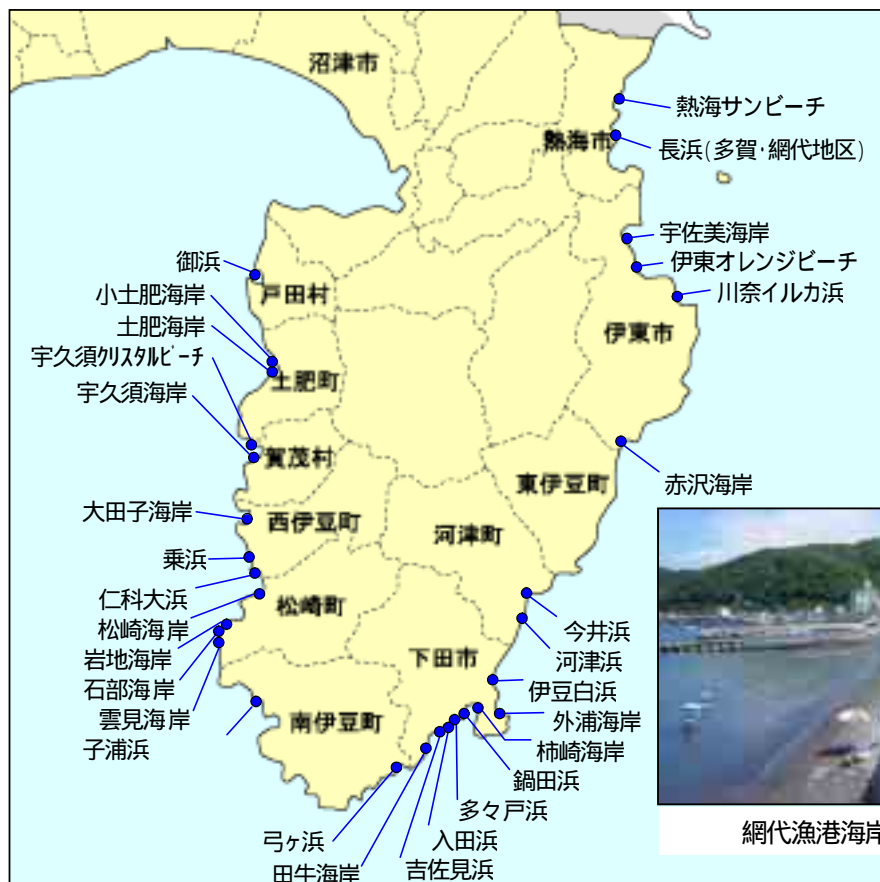 沼津市
熱海サンビーチ
熱海市
長浜(多賀･網代地区)
宇佐美海岸
伊東オレンジビーチ
川奈イルカ浜
御浜
戸田村
小土肥海岸
土肥海岸
伊東市
宇久須ｸﾘｽﾀﾙﾋﾞｰﾁ
土肥町
宇久須海岸
賀茂村
東伊豆町
赤沢海岸
大田子海岸
西伊豆町
河津町
乗浜
仁科大浜
松崎町
松崎海岸
今井浜
岩地海岸
河津浜
下田市
石部海岸
伊豆白浜
雲見海岸
南伊豆町
外浦海岸
子浦浜
柿崎海岸
鍋田浜
多々戸浜
弓ヶ浜
入田浜
田牛海岸
吉佐見浜
網代漁港海岸